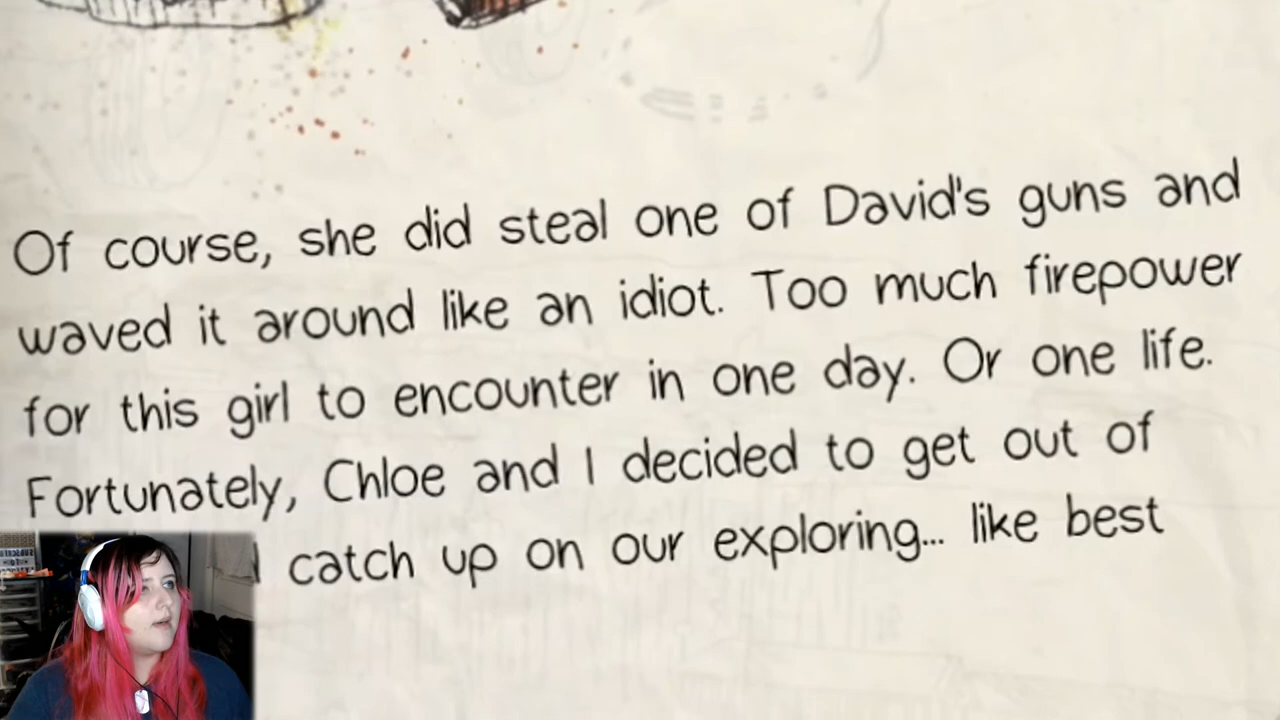 Of course, she did steal one of David's guns and
waved it around like an idiot. Too much firepower
for this girl to encounter in one day. Or one life.
Fortunately, Chloe and I decided to get out of
catch up on our exploring... like best